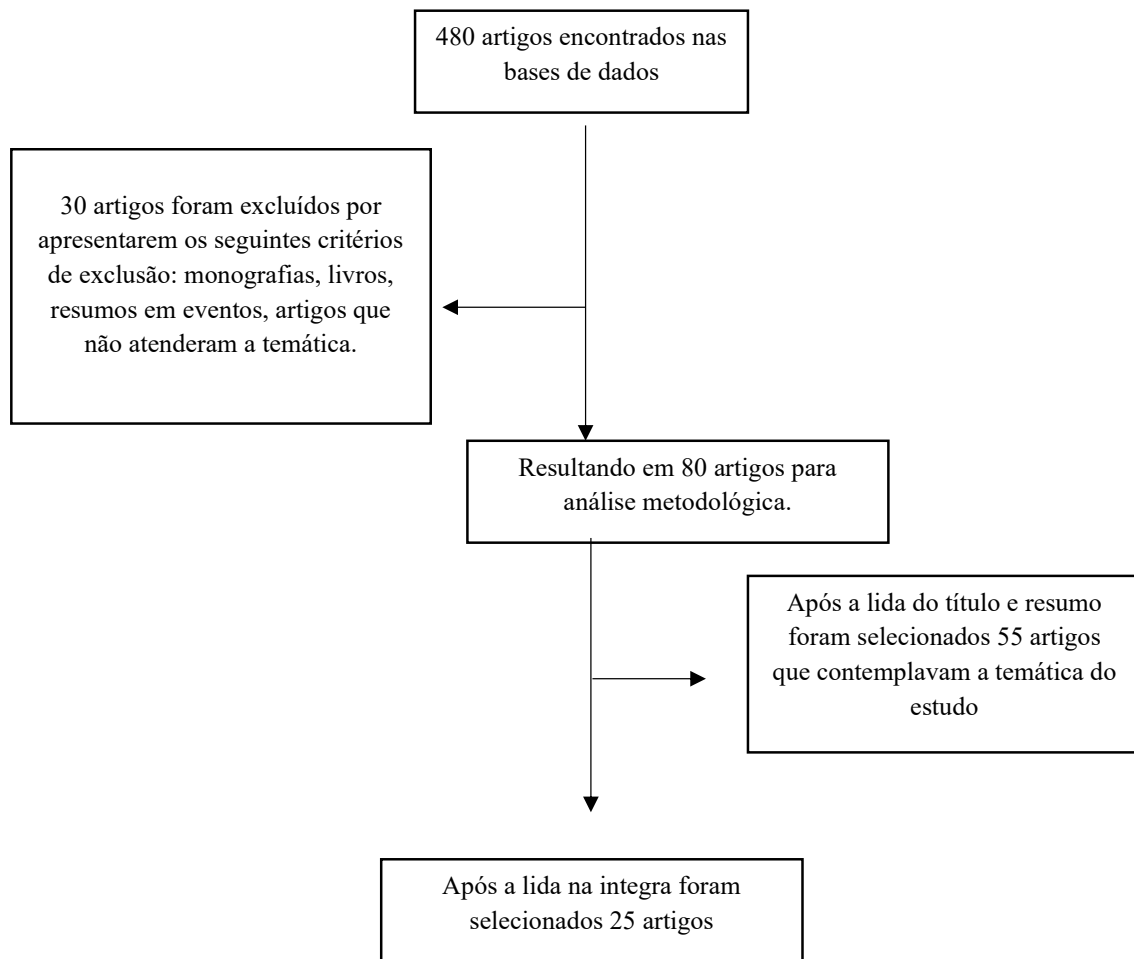 480 artigos encontrados nas
bases de dados
30 artigos foram excluídos por
apresentarem os seguintes critérios
de exclusão: monografias, livros,
resumos em eventos, artigos que
não atenderam a temática.
Resultando em 80 artigos para
análise metodológica.
Após a lida do título e resumo
foram selecionados 55 artigos
que contemplavam a temática do
estudo
Após a lida na integra foram
selecionados 25 artigos